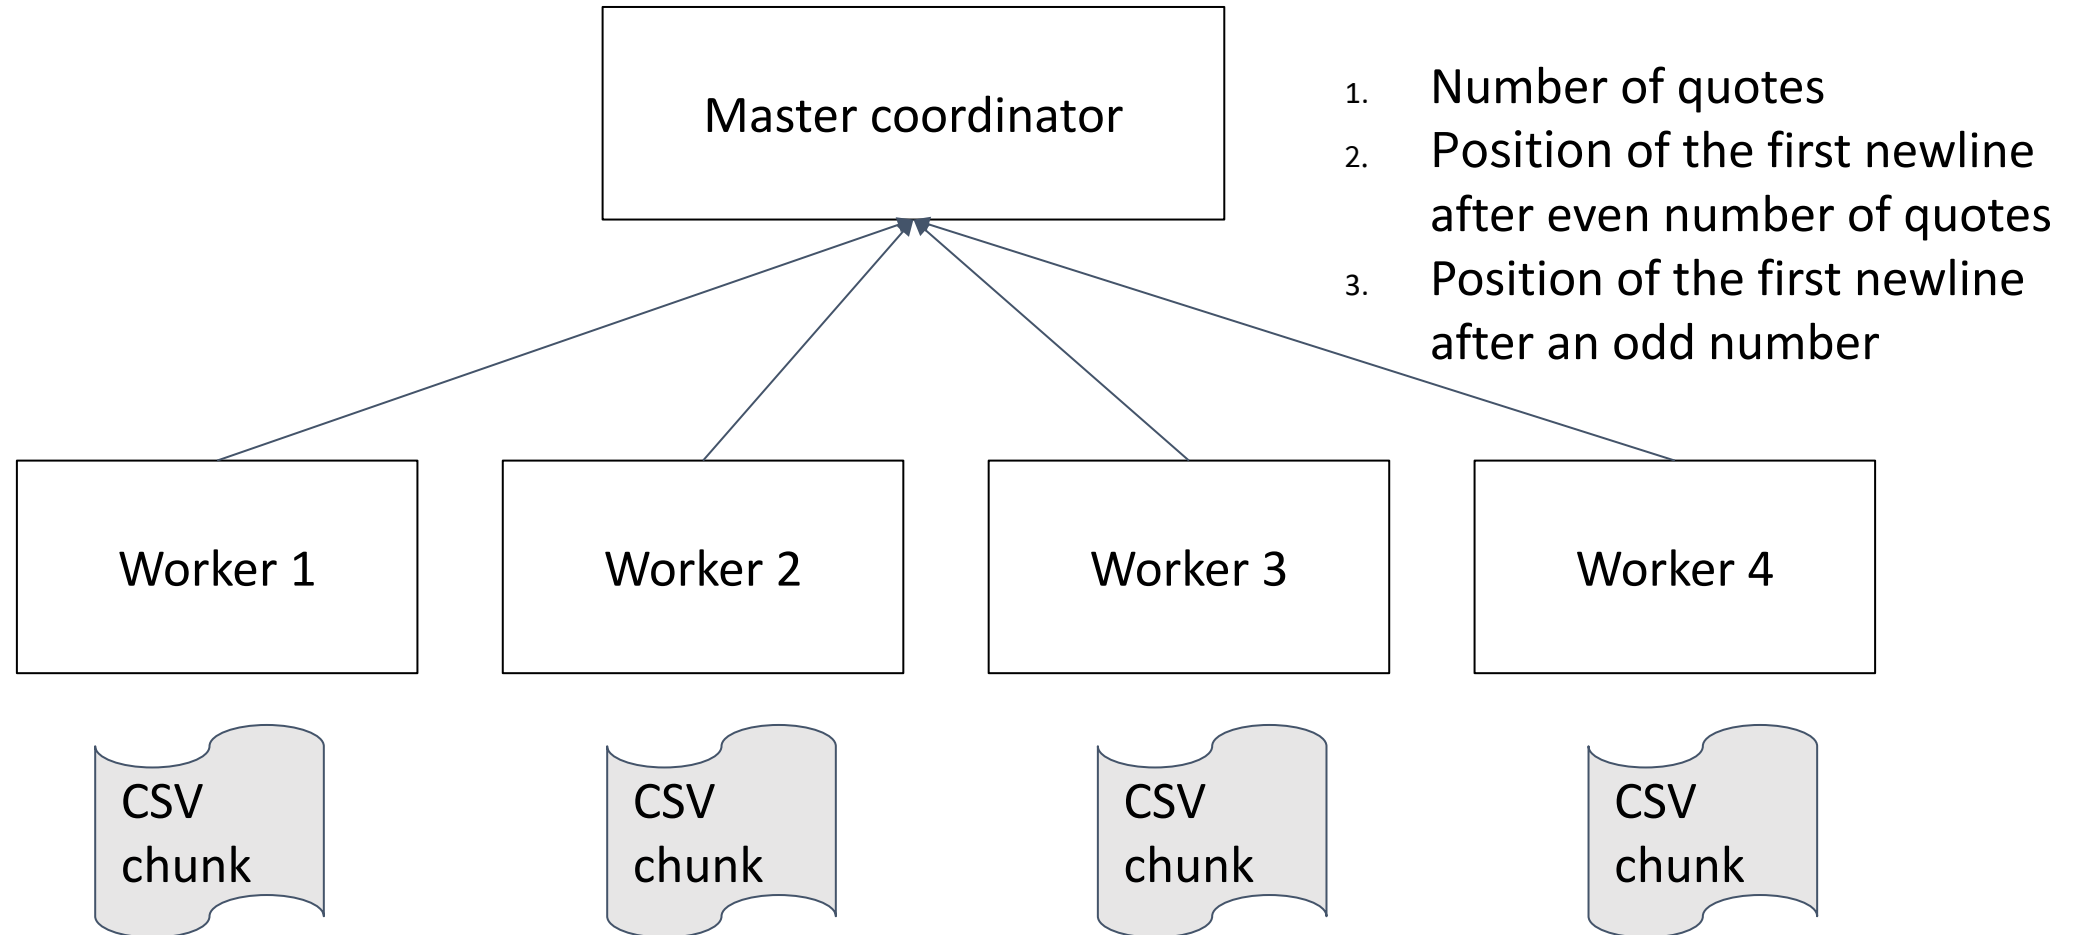 Master coordinator
1. Number of quotes
2. Position of the first newline
after even number of quotes
3. Position of the first newline
after an odd number
Worker 1
Worker 2
Worker 3
Worker 4
CSV
chunk
CSV
chunk
CSV
chunk
CSV
chunk